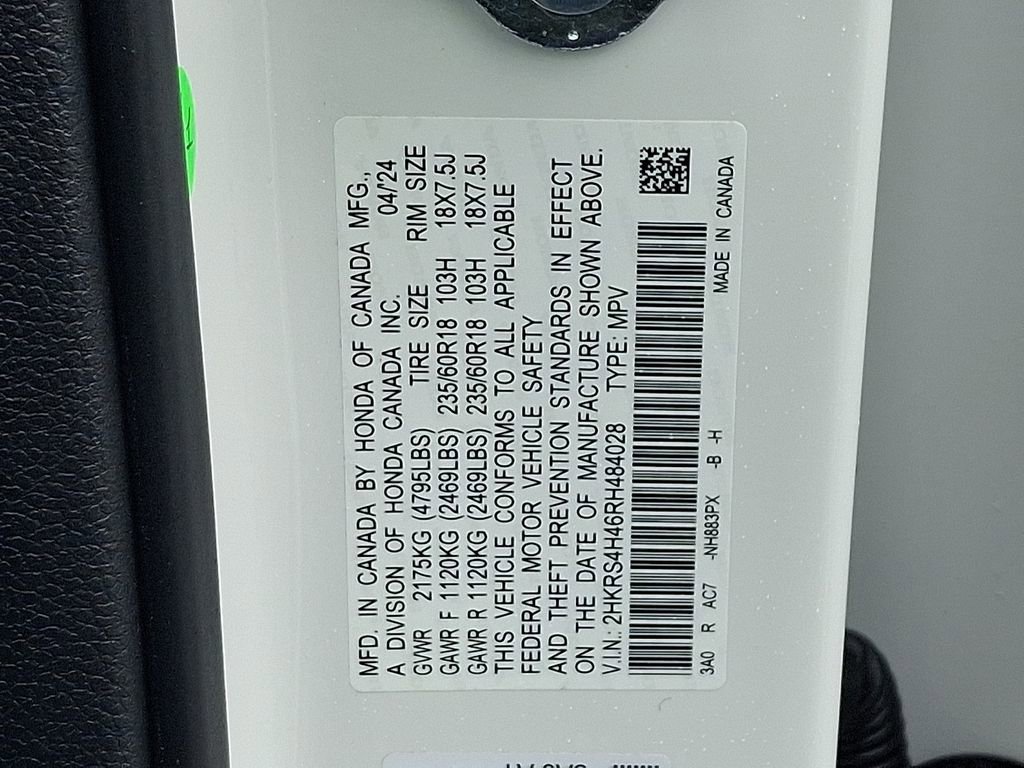 MFD. IN CANADA BY HONDA OF CANADA MFG.,
A DIVISION OF HONDA CANADA INC. 04/'24
GVWR 2175KG (4795LBS) TIRE SIZE RIM SIZE
GAWR F 1120KG (2469LBS) 235/60R18 103H 18X7.5J
GAWR R 1120KG (2469LBS) 235/60R18 103H 18X7.5J
THIS VEHICLE CONFORMS TO ALL APPLICABLE
FEDERAL MOTOR VEHICLE SAFETY
AND THEFT PREVENTION STANDARDS IN EFFECT
ON THE DATE OF MANUFACTURE SHOWN ABOVE.
V.I.N.: 2HKRS4H46RH484028 TYPE: MPV
3A0 R AC7 -NH883PX -B -H MADE IN CANADA